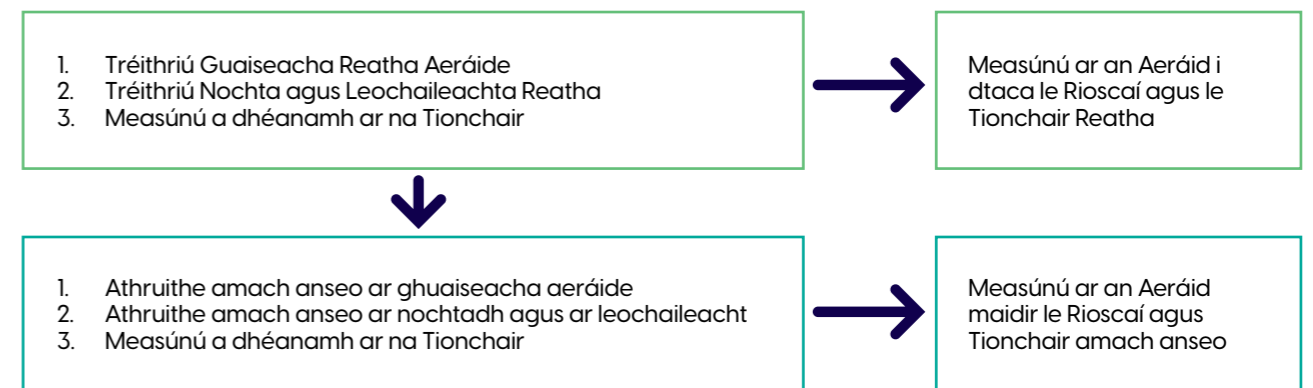 1. Tréithriú Guaiseacha Reatha Aeráide
2. Tréithriú Nochta agus Leochaileachta Reatha
3. Measúnú a dhéanamh ar na Tionchair
Measúnú ar an Aeráid i
dtaca le Rioscaí agus le
Tionchair Reatha
1. Athruithe amach anseo ar ghuaiseacha aeráide
2. Athruithe amach anseo ar nochtadh agus ar leochaileacht
3. Measúnú a dhéanamh ar na Tionchair
Measúnú ar an Aeráid
maidir le Rioscaí agus
Tionchair amach anseo